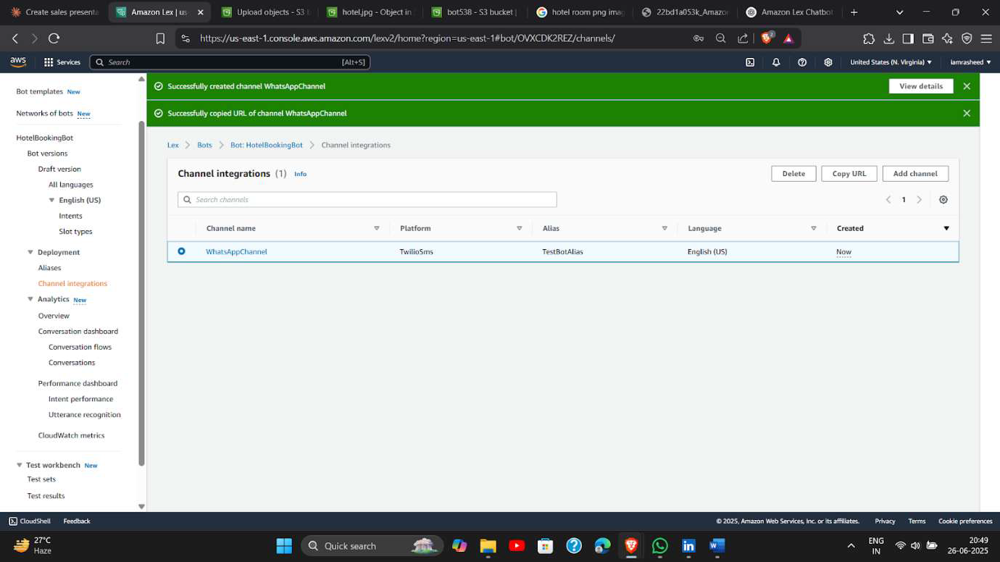 Create sales presenta
Amazon Lex | us
Upload objects - S3 b
hotel.jpg - Object in
bot538 - S3 bucket |
hotel room png imag
22bd1a053k_Amazon
Amazon Lex Chatbot
https://us-east-1.console.aws.amazon.com/lexv2/home?region=us-east-1#bot/OVXCDK2REZ/channels/
2
aws
Services
Search
[Alt+S]
United States (N. Virginia)
iamrasheed
Bot templates New
Networks of bots New
HotelBookingBot
Bot versions
Draft version
All languages
English (US)
Intents
Slot types
Deployment
Aliases
Channel integrations
Analytics New
Overview
Conversation dashboard
Conversation flows
Conversations
Performance dashboard
Intent performance
Utterance recognition
CloudWatch metrics
Test workbench New
Test sets
Test results
Successfully created channel WhatsAppChannel
View details
Successfully copied URL of channel WhatsAppChannel
Lex
Bots
Bot: HotelBookingBot
Channel integrations
Channel integrations (1) Info
Delete
Copy URL
Add channel
Search channels
1
Channel name
Platform
Alias
Language
Created
WhatsAppChannel
TwilioSms
TestBotAlias
English (US)
Now
CloudShell
Feedback
© 2025, Amazon Web Services, Inc. or its affiliates.
Privacy
Terms
Cookie preferences
27°C
Haze
Quick search
ENG
IN
20:49
26-06-2025